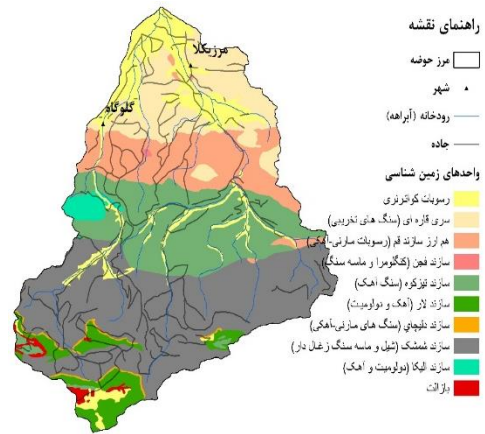 راهنمای نقشه
مرز حوضه
شهر
رودخانه (آبراهه)
جاده
واحدهای زمین شناسی
رسوبات کواترنری
سری قاره ای (سنگ های تخریبی)
هم ارز سازند قم (رسوبات مارنی-آهکی)
سازند فجن (کنگلومرا و ماسه سنگ)
سازند تیزکوه (سنگ آهک)
سازند لار (آهک و دولومیت)
سازند دلیچای (سنگ های مارنی-آهکی)
سازند شمشک (شیل و ماسه سنگ زغال دار)
سازند الیکا (دولومیت و آهک)
بازالت
مرزیکلا
گلوگاه